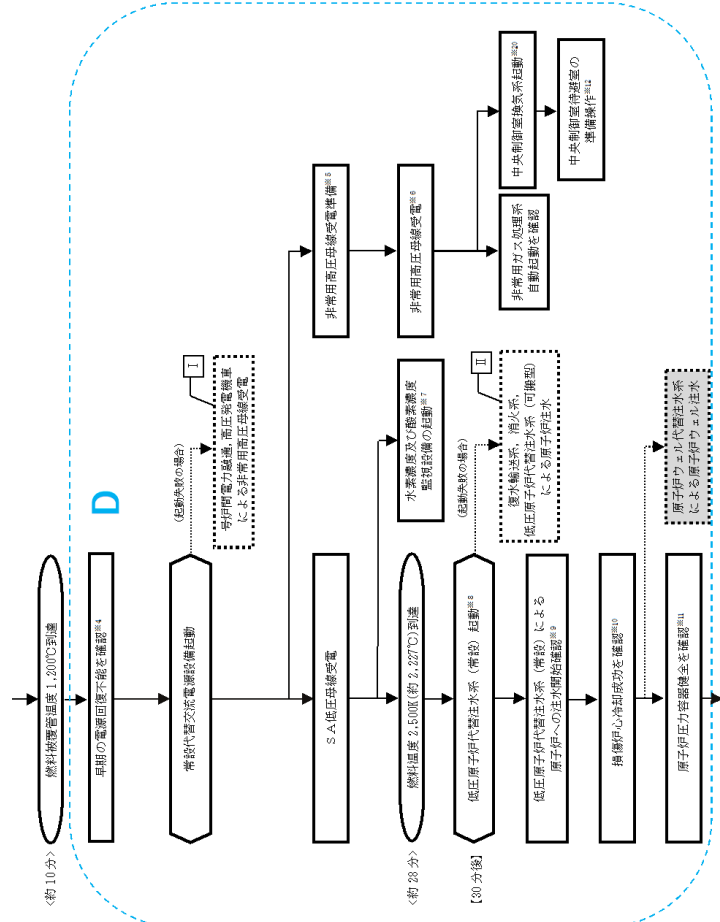 <約10分>
燃料被覆管温度1,200℃到達
D
早期の電源回復不能を確認※4
常設代替交流電源設備起動
(起動失敗の場合)
Ⅰ
号炉間電力融通,高圧発電機車
による非常用高圧母線受電
SA低圧母線受電
非常用高圧母線受電準備※5
非常用高圧母線受電※6
非常用ガス処理系
自動起動を確認
中央制御室換気系起動※20
中央制御室待避室の
準備操作※12
水素濃度及び酸素濃度
監視設備の起動※7
<約28分>
燃料温度2,500K(約2,227℃)到達
【30分後】
低圧原子炉代替注水系(常設)起動※8
(起動失敗の場合)
Ⅱ
復水輸送系,消火系,
低圧原子炉代替注水系(可搬型)
による原子炉注水
低圧原子炉代替注水系(常設)による
原子炉への注水開始確認※9
損傷炉心冷却成功を確認※10
原子炉ウェル代替注水系
による原子炉ウェル注水
原子炉圧力容器健全を確認※11